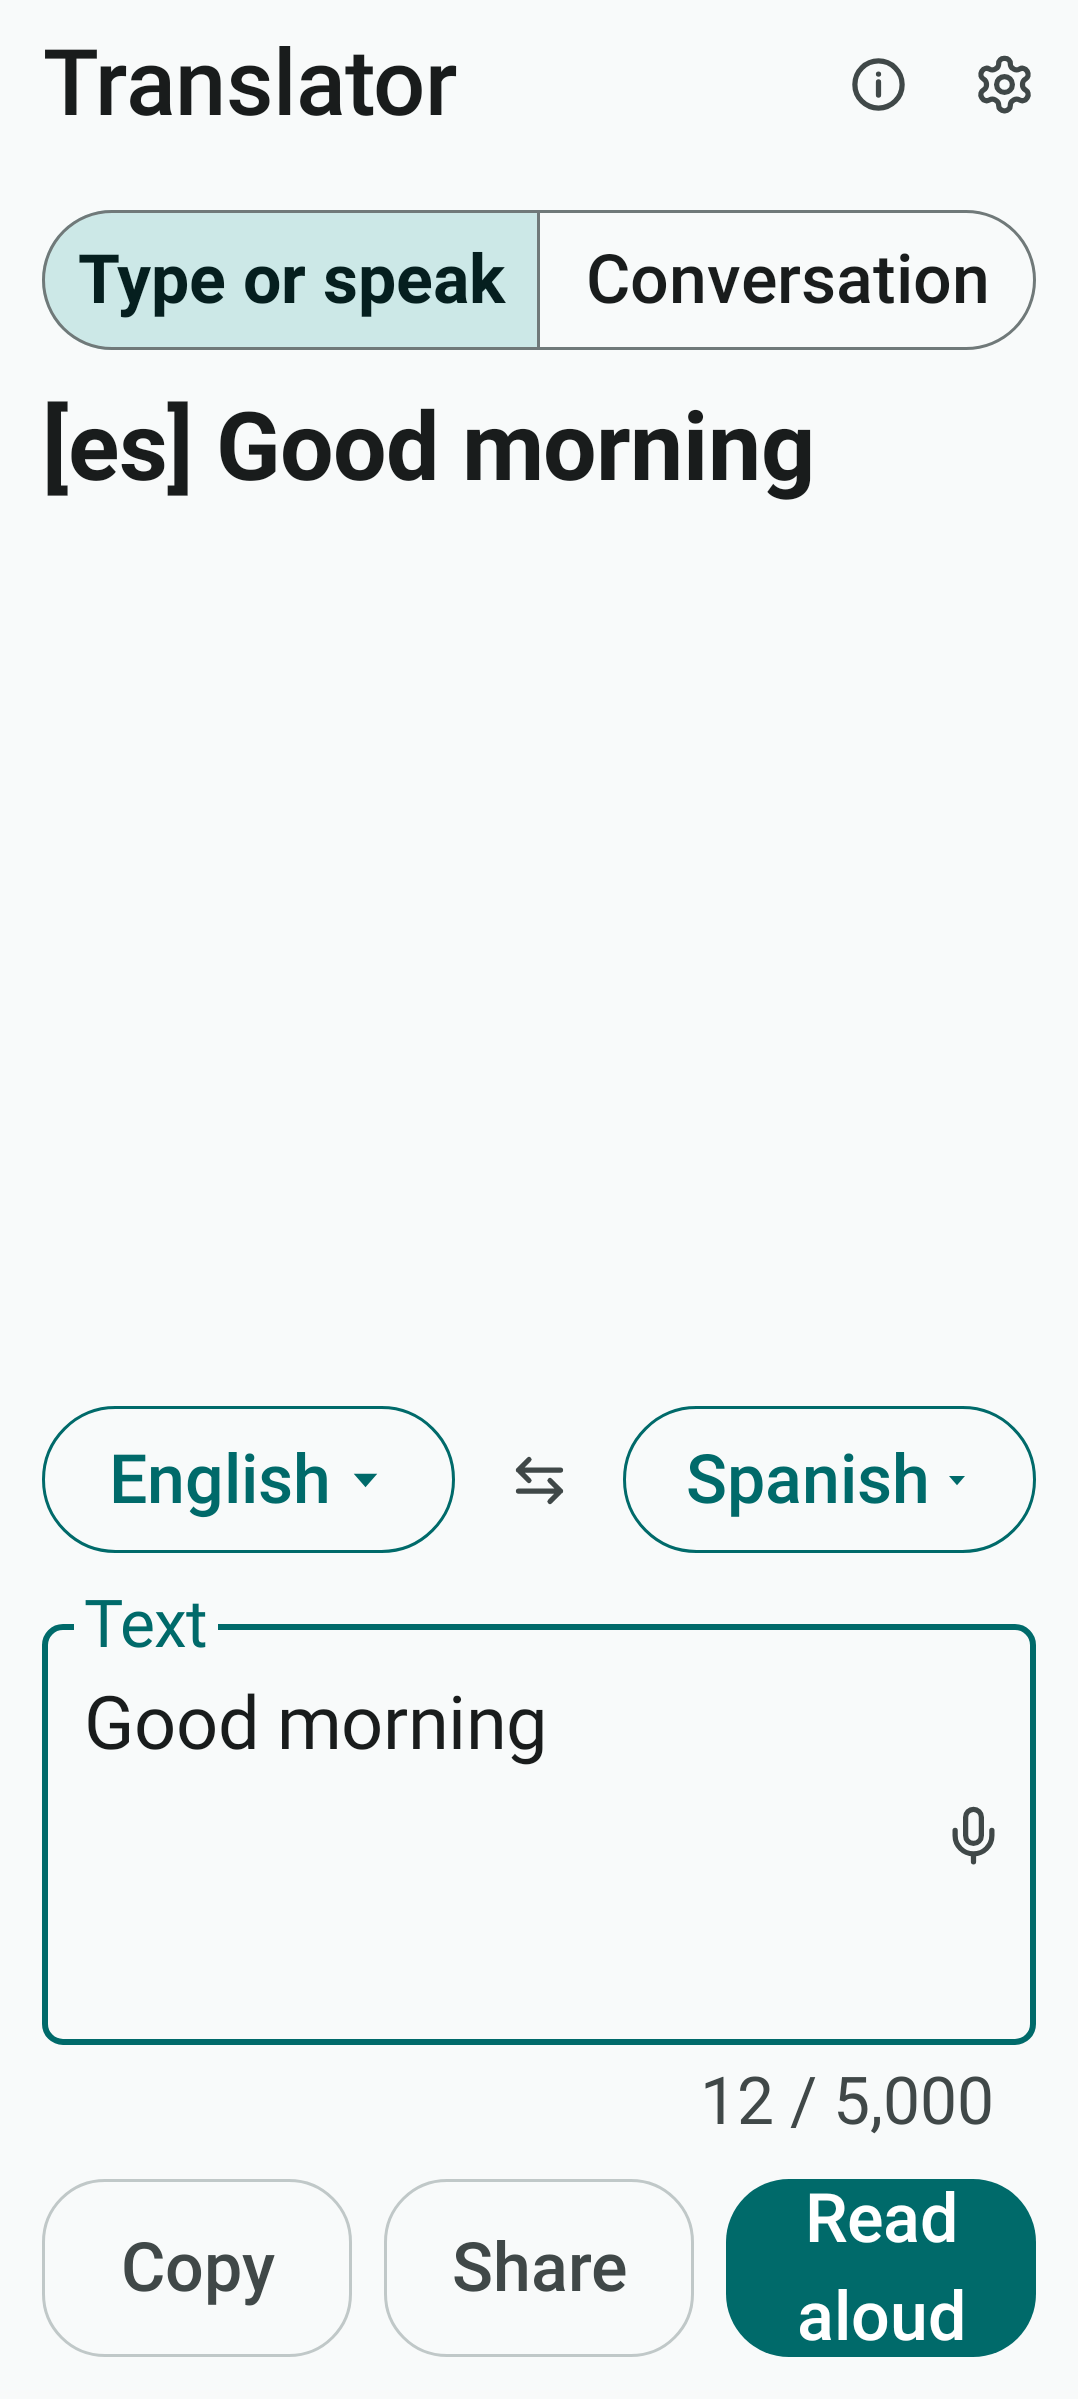 Translator
Type or speak
Conversation
[es] Good morning
English
Spanish
Text
Good morning
12 / 5,000
Copy
Share
Read
aloud